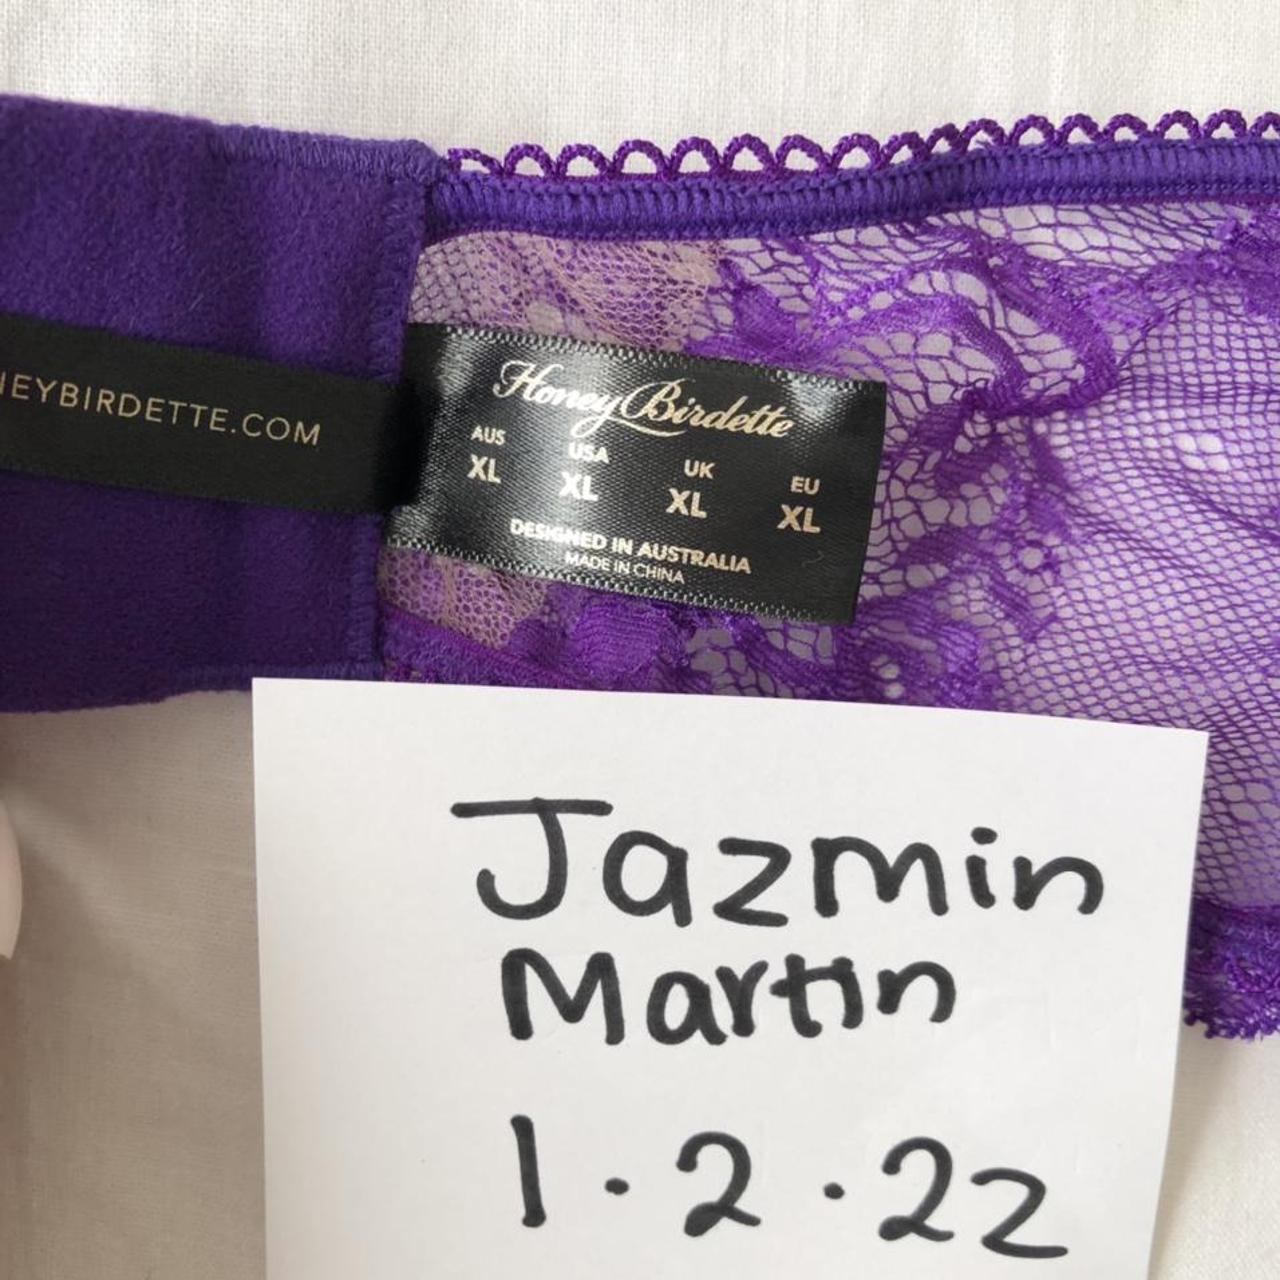 NEYBIRDETTE.COM
Honey Birdette
AUS USA UK EU
XL XL XL XL
DESIGNED IN AUSTRALIA
MADE IN CHINA
Jazmin
Martin
1.2.22